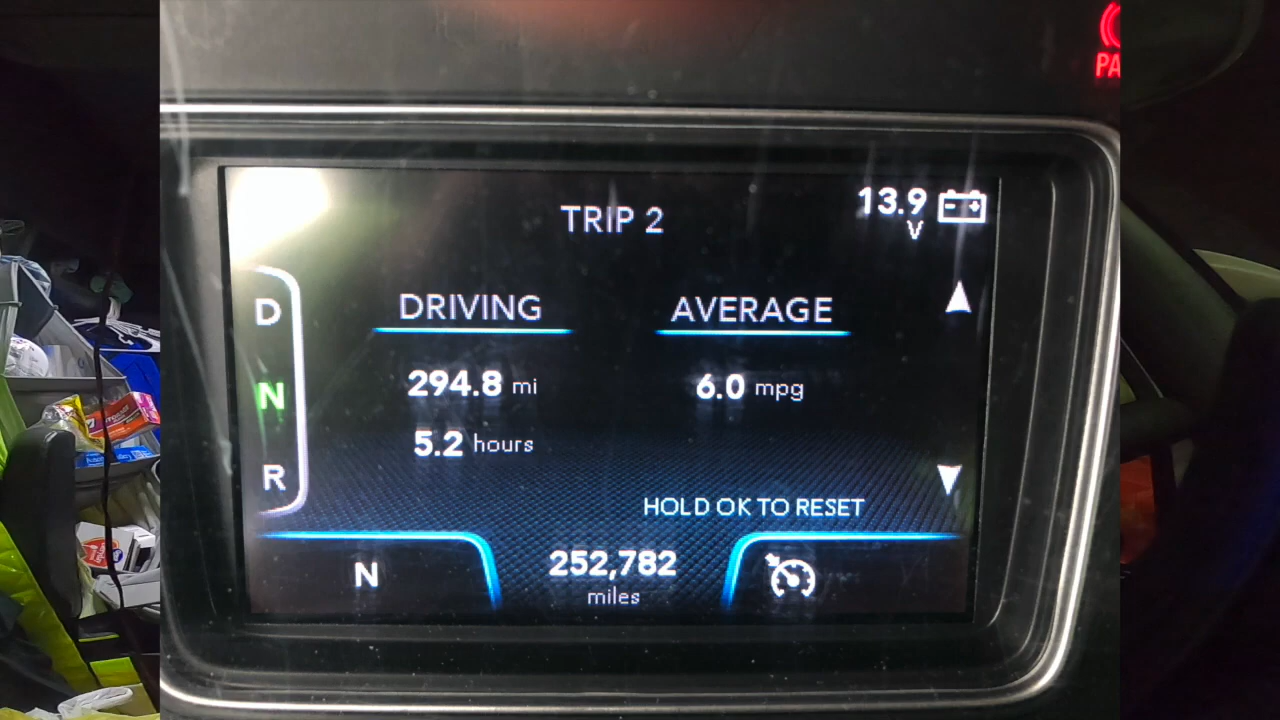 PA
TRIP 2
13.9
V
DRIVING
AVERAGE
D
294.8 mi
6.0 mpg
N
5.2 hours
R
HOLD OK TO RESET
N
252,782
miles